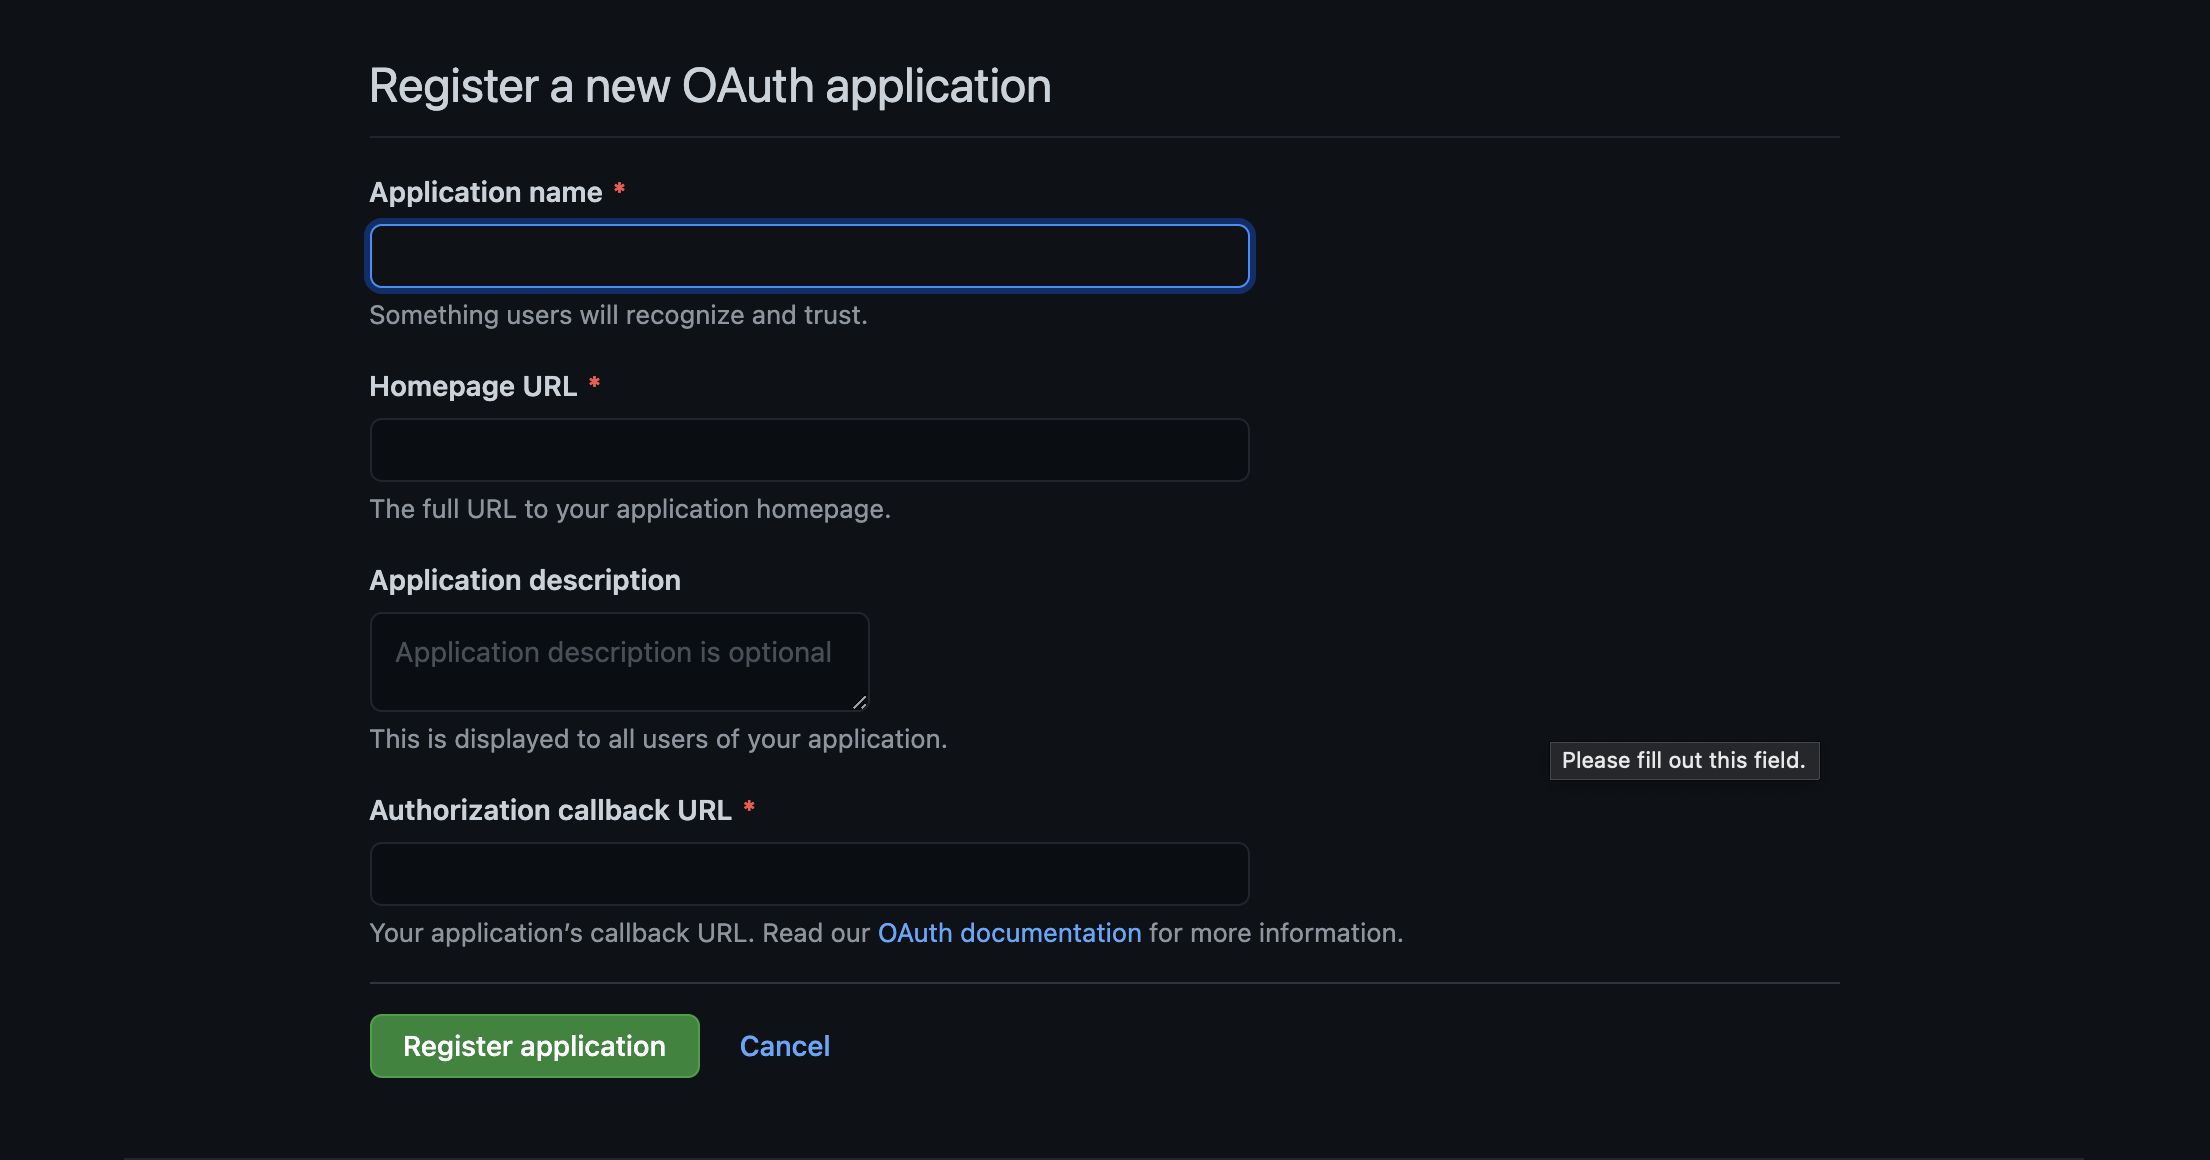 Register a new OAuth application
Application name *
Something users will recognize and trust.
Homepage URL *
The full URL to your application homepage.
Application description
Application description is optional
This is displayed to all users of your application.
Please fill out this field.
Authorization callback URL *
Your application’s callback URL. Read our OAuth documentation for more information.
Register application
Cancel